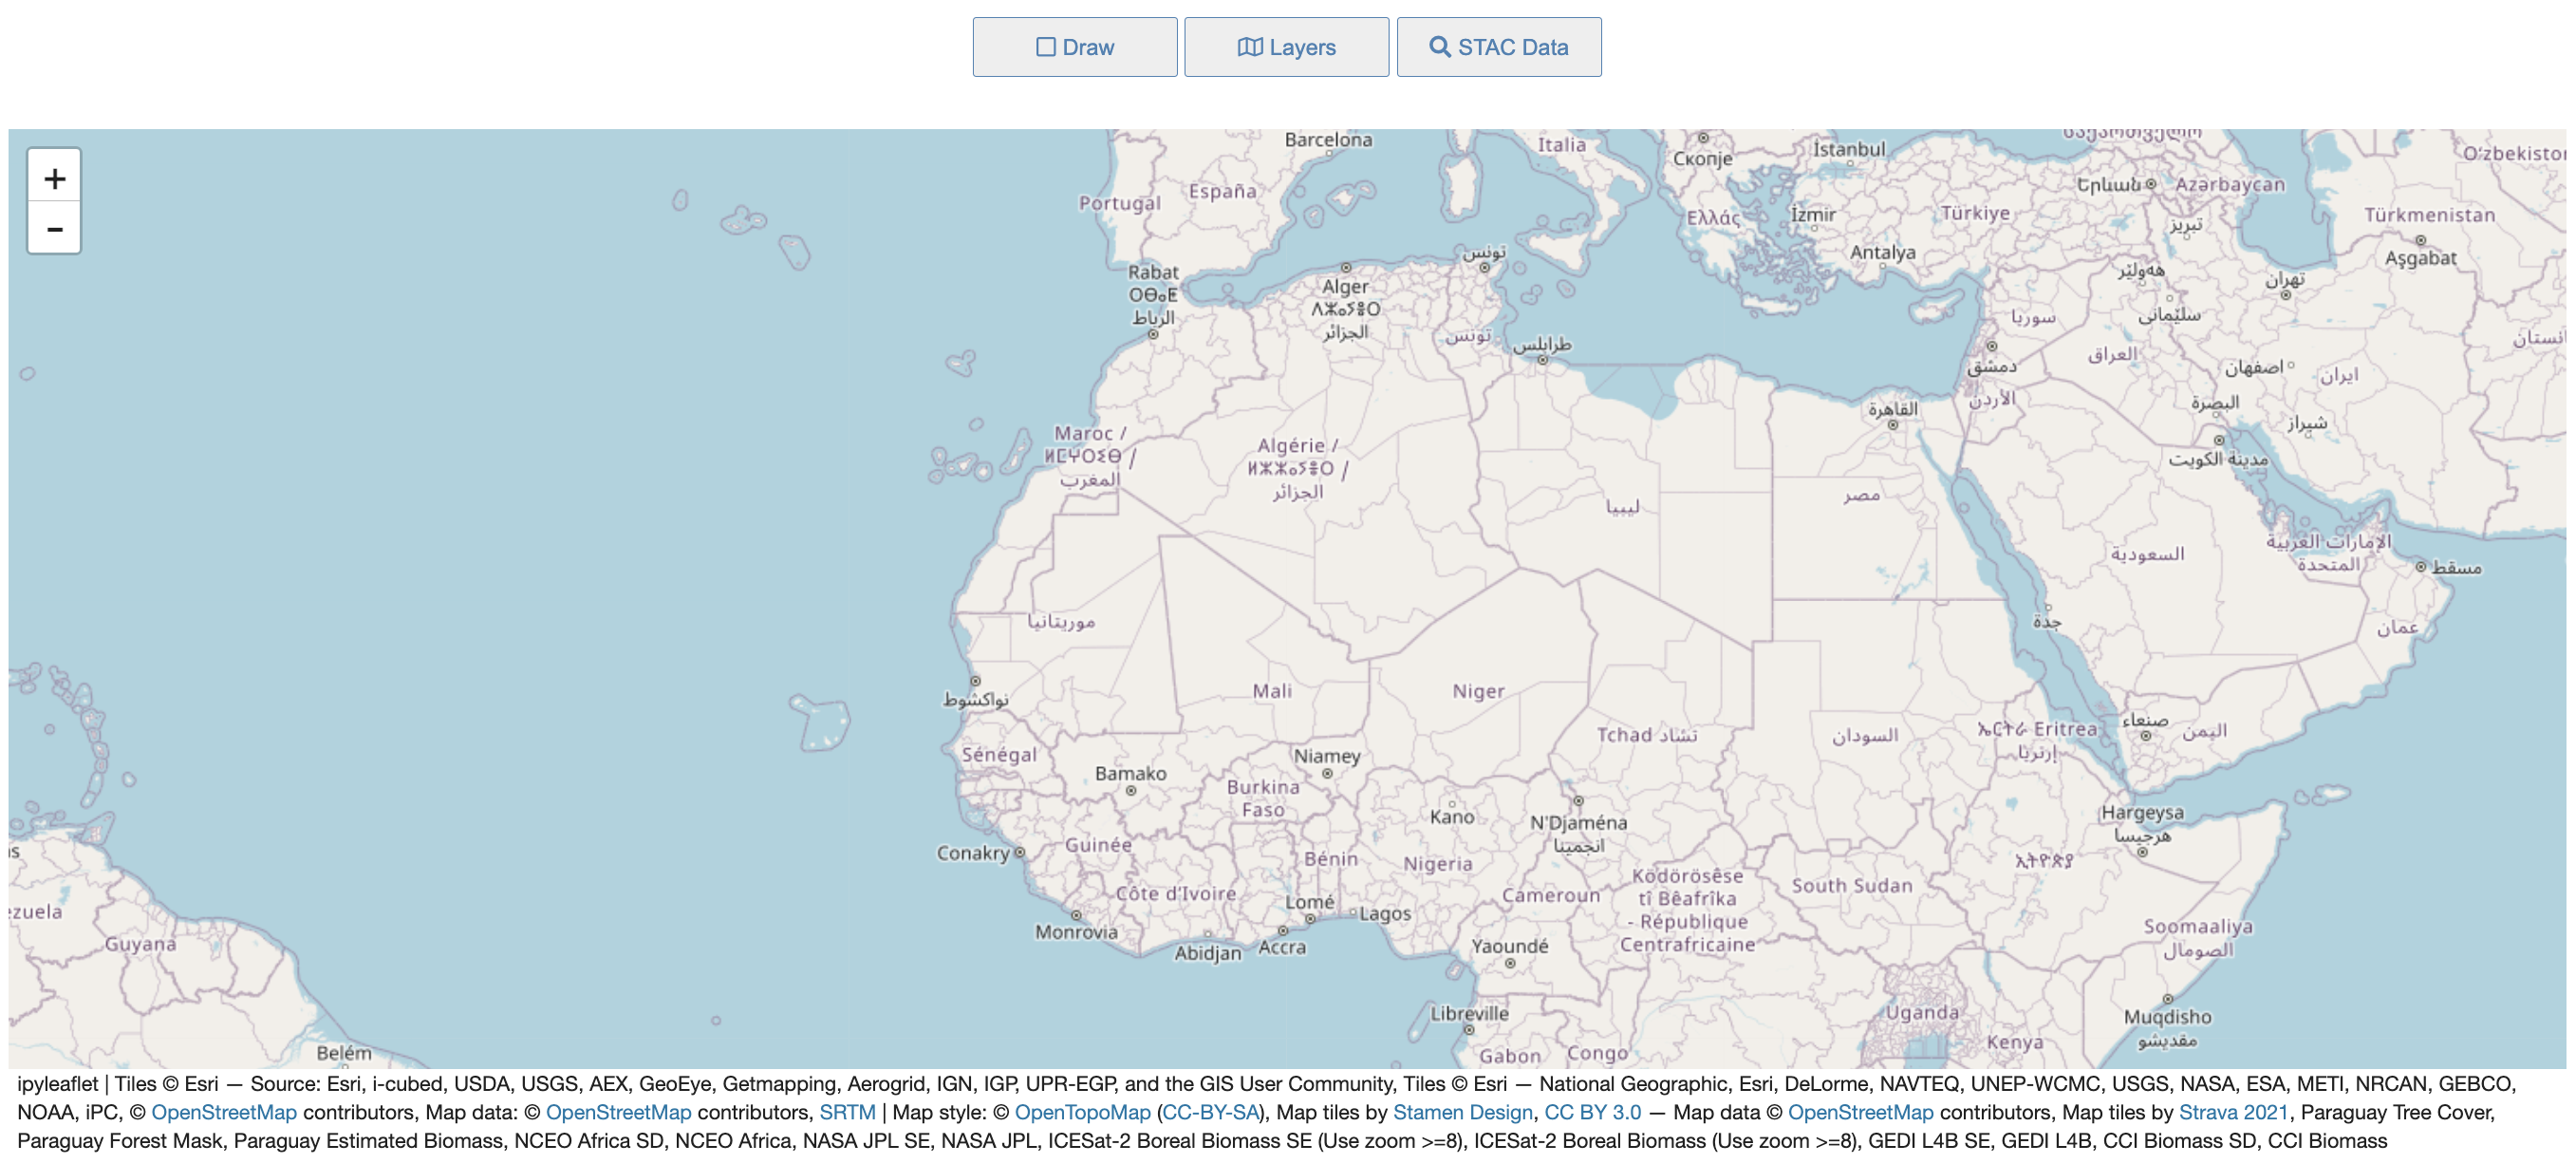 Draw
Layers
STAC Data
+
-
Barcelona
Italia
Скопје
İstanbul
Oʻzbekiston
Portugal
España
Ελλάς
İzmir
Türkiye
Antalya
Երևան
Azərbaycan
تبریز
Türkmenistan
Aşgabat
Rabat
ⵔⴱⴰⵟ
الرباط
Alger
ⴷⵣⴰⵢⴻⵔ
الجزائر
تونس
تونس
طرابلس
سوريا
دمشق
الأردن
العراق
هەولێر
سلێمانی
تهران
اصفهان
ایران
البصرة
شیراز
القاهرة
مدينة الكويت
Maroc /
ⵍⵎⵖⵔⵉⴱ /
المغرب
Algérie /
ⵍⵣⵣⴰⵢⴻⵔ /
الجزائر
ليبيا
مصر
السعودية
الإمارات العربية
المتحدة
مسقط
عمان
جدة
موريتانيا
نواكشوط
Mali
Niger
Tchad تشاد
السودان
ኤርትራ Eritrea
إرتريا
صنعاء
اليمن
Sénégal
Bamako
Niamey
Burkina
Faso
Kano
N'Djaména
انجمينا
Hargeysa
هرجيسا
Conakry
Guinée
Bénin
Nigeria
Côte d'Ivoire
Lomé
Lagos
Cameroun
Ködörösêse
tî Bêafrîka
- République
Centrafricaine
South Sudan
ኢትዮጵያ
Soomaaliya
الصومال
Monrovia
Abidjan
Accra
Yaoundé
ezuela
Guyana
Belém
Libreville
Gabon
Congo
Uganda
Kenya
Muqdisho
مقديشو
ipyleaflet | Tiles © Esri — Source: Esri, i-cubed, USDA, USGS, AEX, GeoEye, Getmapping, Aerogrid, IGN, IGP, UPR-EGP, and the GIS User Community, Tiles © Esri — National Geographic, Esri, DeLorme, NAVTEQ, UNEP-WCMC, USGS, NASA, ESA, METI, NRCAN, GEBCO,
NOAA, iPC, © OpenStreetMap contributors, Map data: © OpenStreetMap contributors, SRTM | Map style: © OpenTopoMap (CC-BY-SA), Map tiles by Stamen Design, CC BY 3.0 — Map data © OpenStreetMap contributors, Map tiles by Strava 2021, Paraguay Tree Cover,
Paraguay Forest Mask, Paraguay Estimated Biomass, NCEO Africa SD, NCEO Africa, NASA JPL SE, NASA JPL, ICESat-2 Boreal Biomass SE (Use zoom >=8), ICESat-2 Boreal Biomass (Use zoom >=8), GEDI L4B SE, GEDI L4B, CCI Biomass SD, CCI Biomass